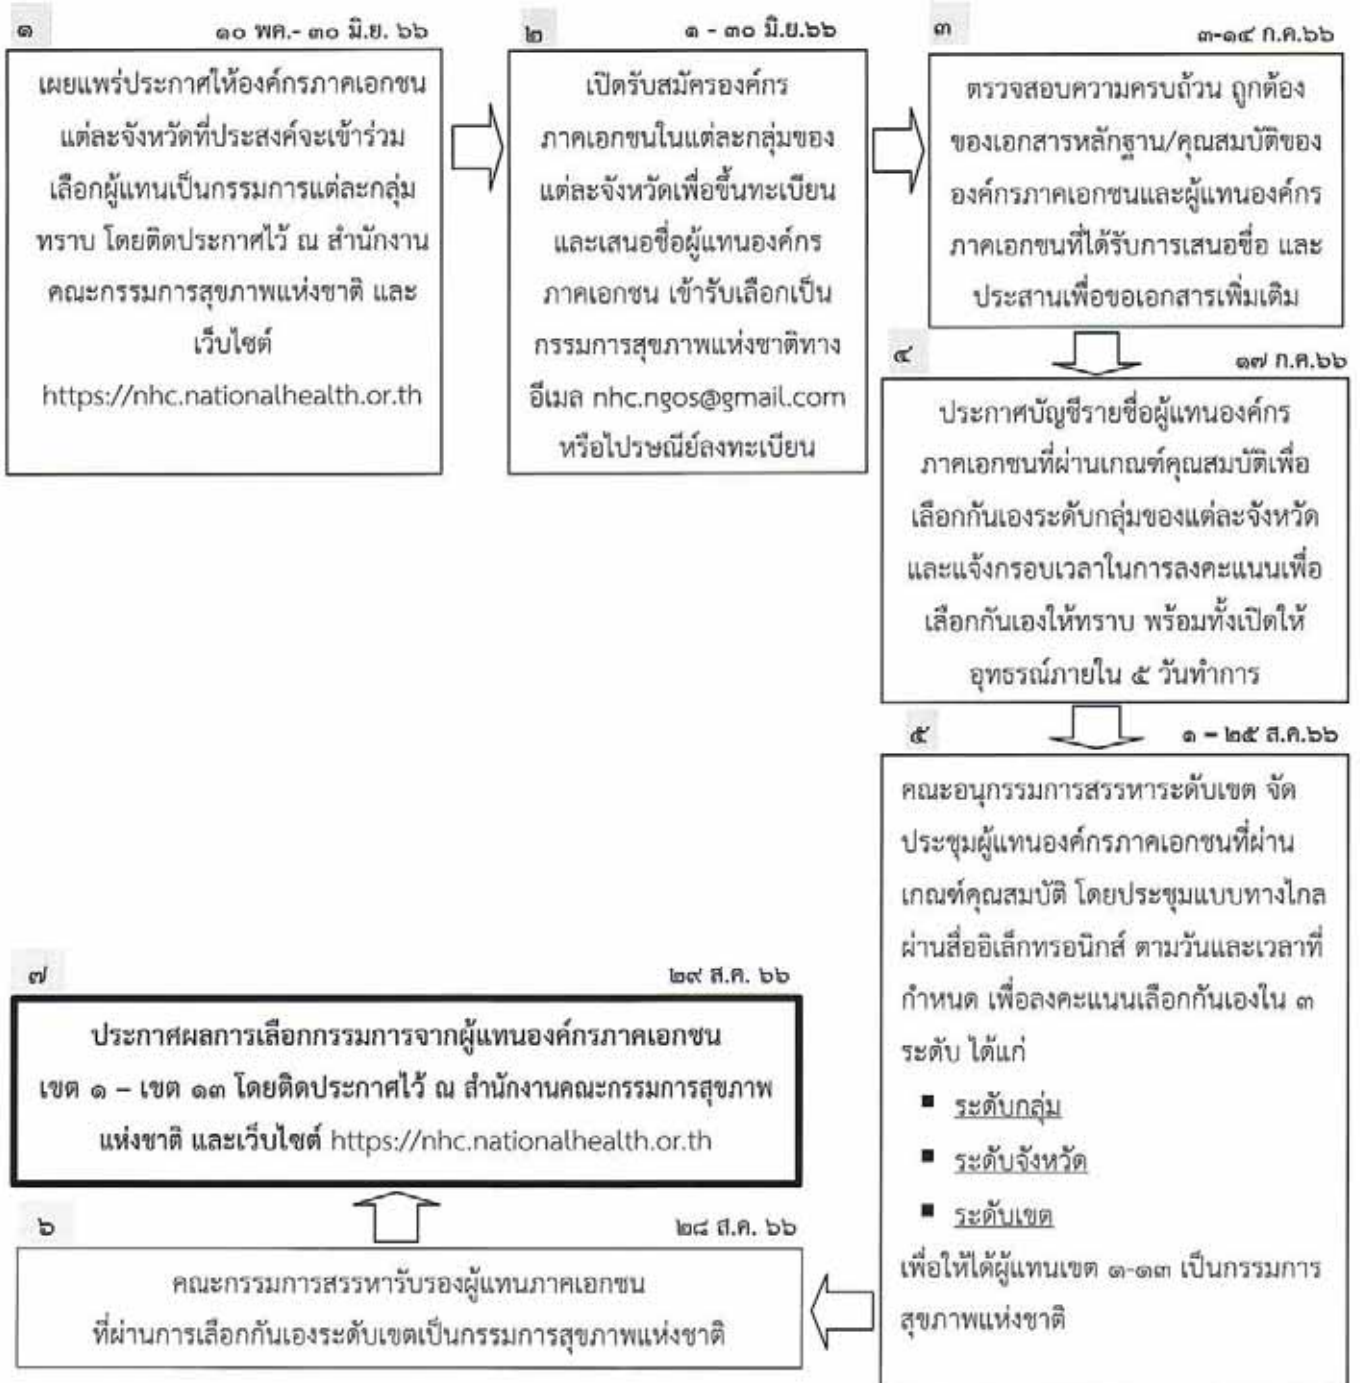 ๑
๑๐ พค.- ๓๐ มิ.ย. ๖๖
เผยแพร่ประกาศให้องค์กรภาคเอกชน
แต่ละจังหวัดที่ประสงค์จะเข้าร่วม
เลือกผู้แทนเป็นกรรมการแต่ละกลุ่ม
ทราบ โดยติดประกาศไว้ ณ สำนักงาน
คณะกรรมการสุขภาพแห่งชาติ และ
เว็บไซต์
https://nhc.nationalhealth.or.th
๒
๑ - ๓๐ มิ.ย.๖๖
เปิดรับสมัครองค์กร
ภาคเอกชนในแต่ละกลุ่มของ
แต่ละจังหวัดเพื่อขึ้นทะเบียน
และเสนอชื่อผู้แทนองค์กร
ภาคเอกชน เข้ารับเลือกเป็น
กรรมการสุขภาพแห่งชาติทาง
อีเมล nhc.ngos@gmail.com
หรือไปรษณีย์ลงทะเบียน
๓
๓-๑๔ ก.ค.๖๖
ตรวจสอบความครบถ้วน ถูกต้อง
ของเอกสารหลักฐาน/คุณสมบัติของ
องค์กรภาคเอกชนและผู้แทนองค์กร
ภาคเอกชนที่ได้รับการเสนอชื่อ และ
ประสานเพื่อขอเอกสารเพิ่มเติม
๔
๑๗ ก.ค.๖๖
ประกาศบัญชีรายชื่อผู้แทนองค์กร
ภาคเอกชนที่ผ่านเกณฑ์คุณสมบัติเพื่อ
เลือกกันเองระดับกลุ่มของแต่ละจังหวัด
และแจ้งกรอบเวลาในการลงคะแนนเพื่อ
เลือกกันเองให้ทราบ พร้อมทั้งเปิดให้
อุทธรณ์ภายใน ๕ วันทำการ
๕
๑ – ๒๕ ส.ค.๖๖
คณะอนุกรรมการสรรหาระดับเขต จัด
ประชุมผู้แทนองค์กรภาคเอกชนที่ผ่าน
เกณฑ์คุณสมบัติ โดยประชุมแบบทางไกล
ผ่านสื่ออิเล็กทรอนิกส์ ตามวันและเวลาที่
กำหนด เพื่อลงคะแนนเลือกกันเองใน ๓
ระดับ ได้แก่
▪ ระดับกลุ่ม
▪ ระดับจังหวัด
▪ ระดับเขต
เพื่อให้ได้ผู้แทนเขต ๑-๑๓ เป็นกรรมการ
สุขภาพแห่งชาติ
๖
๒๘ ส.ค. ๖๖
คณะกรรมการสรรหารับรองผู้แทนภาคเอกชน
ที่ผ่านการเลือกกันเองระดับเขตเป็นกรรมการสุขภาพแห่งชาติ
๗
๒๙ ส.ค. ๖๖
ประกาศผลการเลือกกรรมการจากผู้แทนองค์กรภาคเอกชน
เขต ๑ – เขต ๑๓ โดยติดประกาศไว้ ณ สำนักงานคณะกรรมการสุขภาพ
แห่งชาติ และเว็บไซต์ https://nhc.nationalhealth.or.th